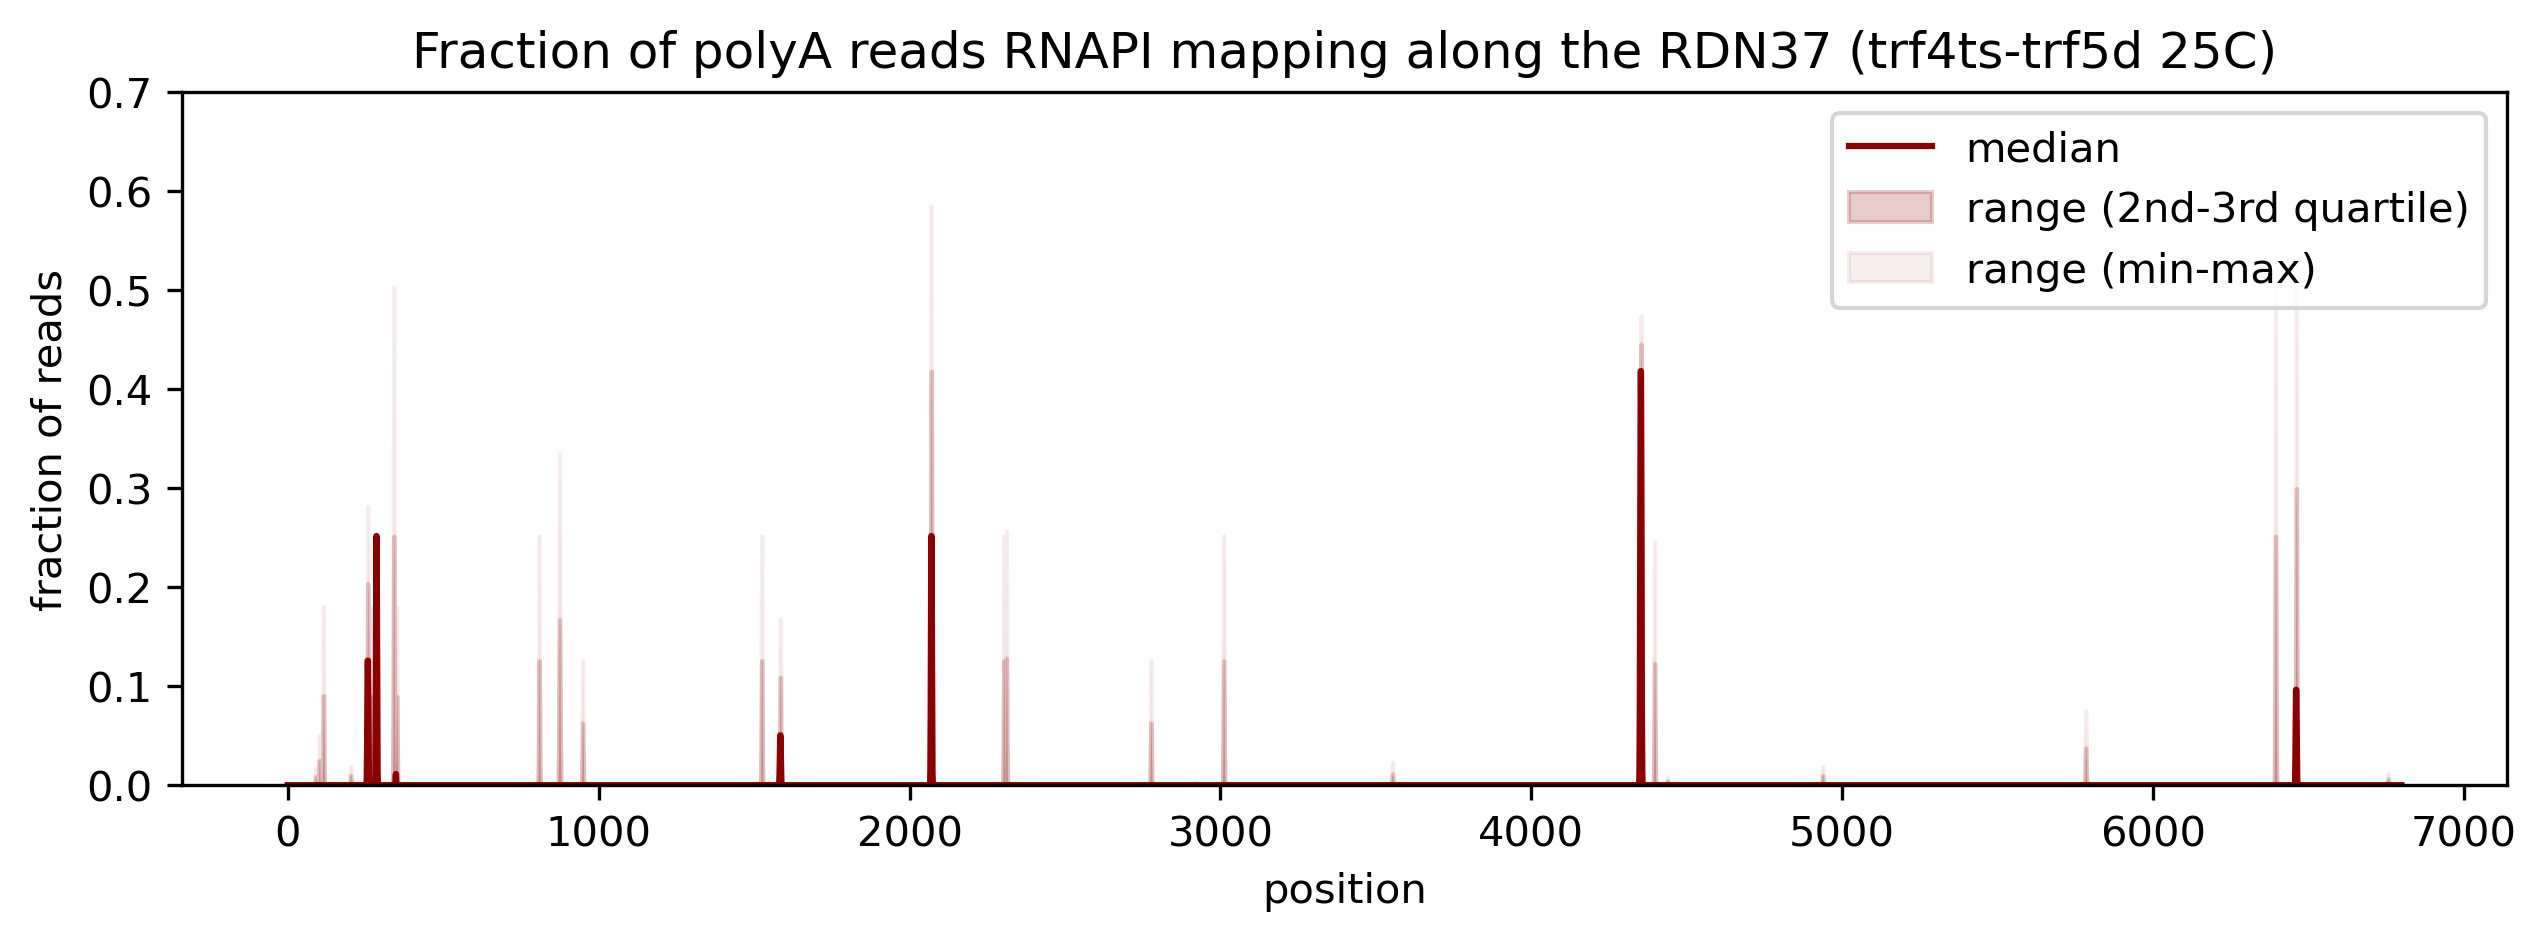 Fraction of polyA reads RNAPI mapping along the RDN37 (trf4ts-trf5d 25C)
0.7
0.6
0.5
0.4
0.3
0.2
0.1
0.0
fraction of reads
median
range (2nd-3rd quartile)
range (min-max)
0 1000 2000 3000 4000 5000 6000 7000
position